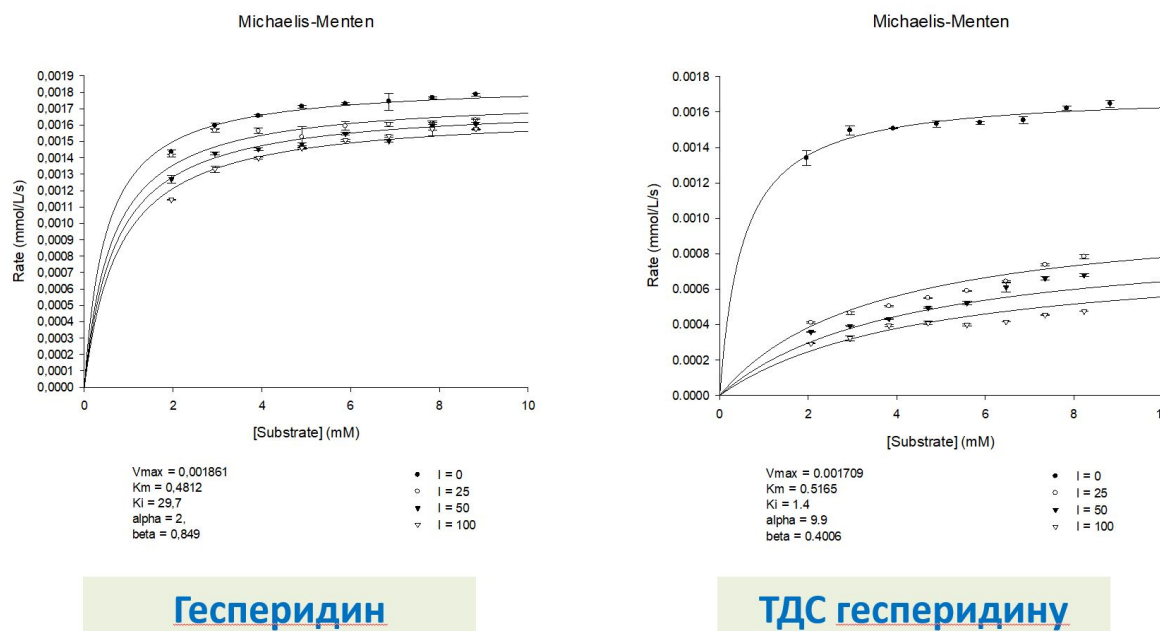 Michaelis-Menten
Rate (mmol/L/s)
0,0019
0,0018
0,0017
0,0016
0,0015
0,0014
0,0013
0,0012
0,0011
0,0010
0,0009
0,0008
0,0007
0,0006
0,0005
0,0004
0,0003
0,0002
0,0001
0,0000
0 2 4 6 8 10
[Substrate] (mM)
Vmax = 0,001861
Km = 0,4812
Ki = 29,7
alpha = 2,
beta = 0,849
I = 0
I = 25
I = 50
I = 100
Гесперидин
Michaelis-Menten
Rate (mmol/L/s)
0.0018
0.0016
0.0014
0.0012
0.0010
0.0008
0.0006
0.0004
0.0002
0.0000
0 2 4 6 8 1
[Substrate] (mM)
Vmax = 0.001709
Km = 0.5165
Ki = 1.4
alpha = 9.9
beta = 0.4006
I = 0
I = 25
I = 50
I = 100
ТДС гесперидину